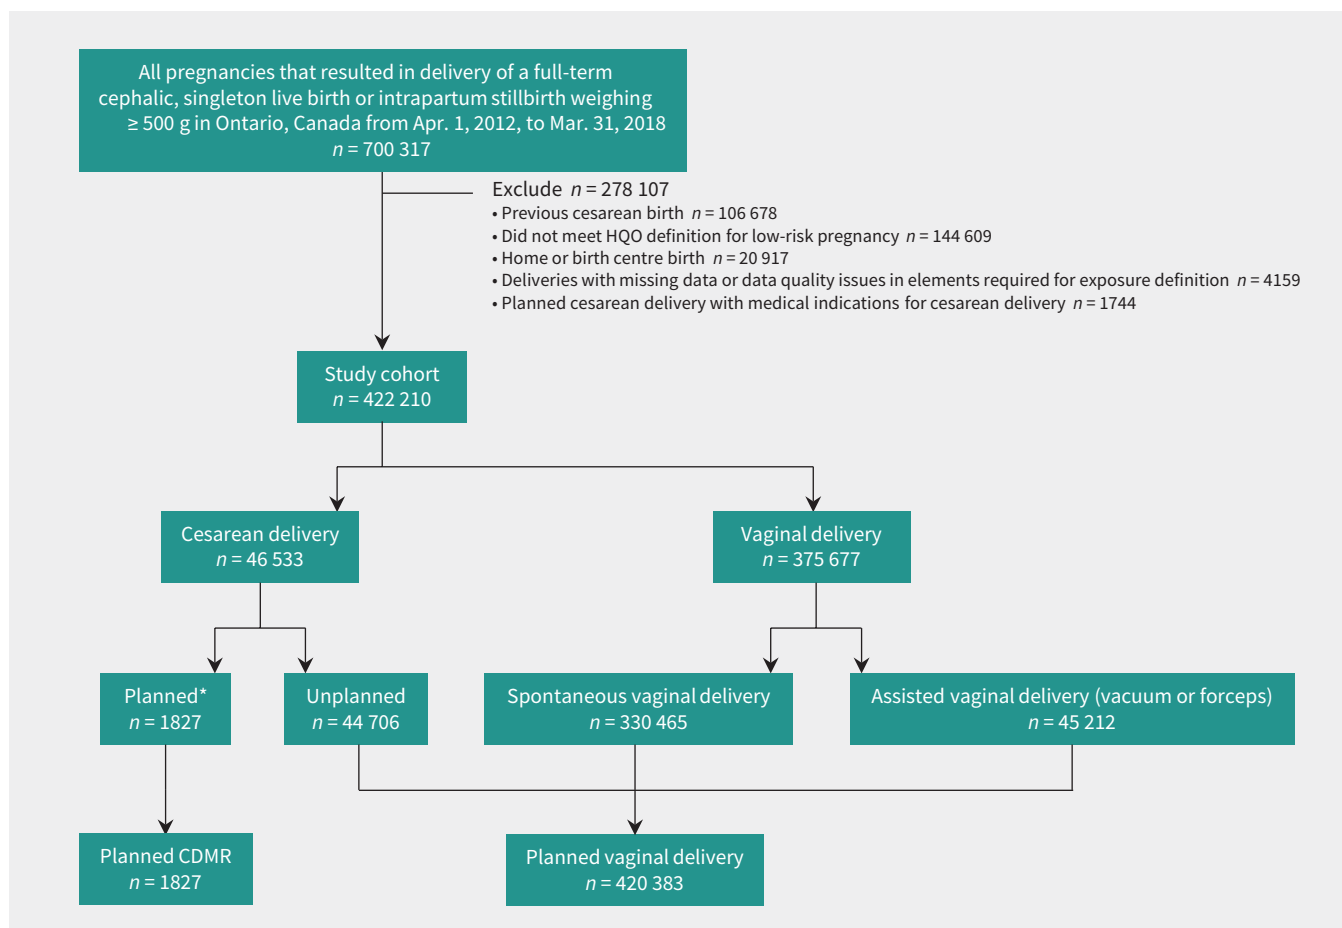 All pregnancies that resulted in delivery of a full-term
cephalic, singleton live birth or intrapartum stillbirth weighing
≥ 500 g in Ontario, Canada from Apr. 1, 2012, to Mar. 31, 2018
n = 700 317
Exclude n = 278 107
• Previous cesarean birth n = 106 678
• Did not meet HQO definition for low-risk pregnancy n = 144 609
• Home or birth centre birth n = 20 917
• Deliveries with missing data or data quality issues in elements required for exposure definition n = 4159
• Planned cesarean delivery with medical indications for cesarean delivery n = 1744
Study cohort
n = 422 210
Cesarean delivery
n = 46 533
Vaginal delivery
n = 375 677
Planned*
n = 1827
Unplanned
n = 44 706
Spontaneous vaginal delivery
n = 330 465
Assisted vaginal delivery (vacuum or forceps)
n = 45 212
Planned CDMR
n = 1827
Planned vaginal delivery
n = 420 383